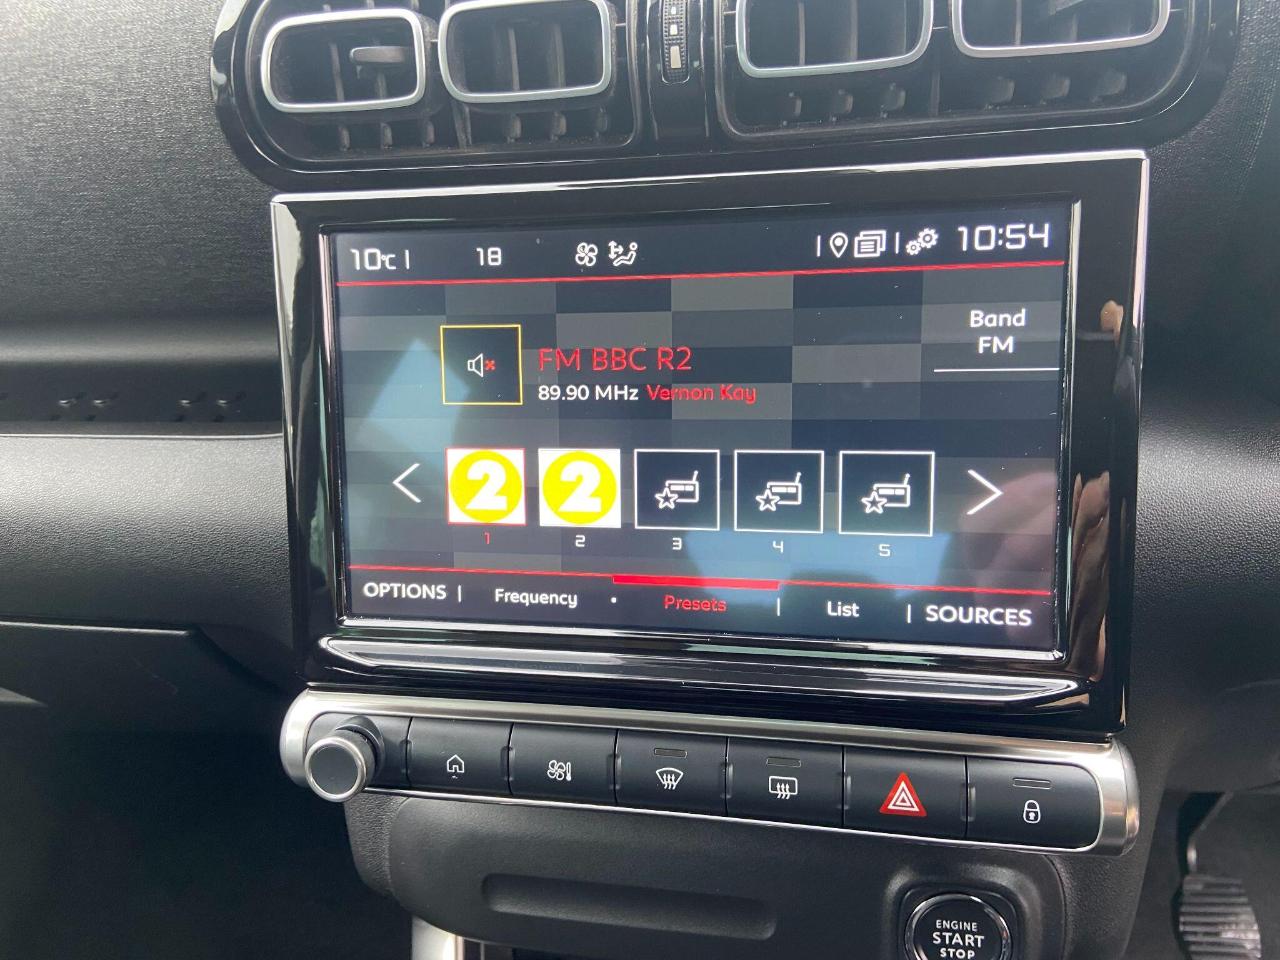 10°C 18 10:54
Band
FM
FM BBC R2
89.90 MHz Vernon Kay
2 2
1 2 3 4 5
OPTIONS Frequency Presets List SOURCES
ENGINE
START
STOP